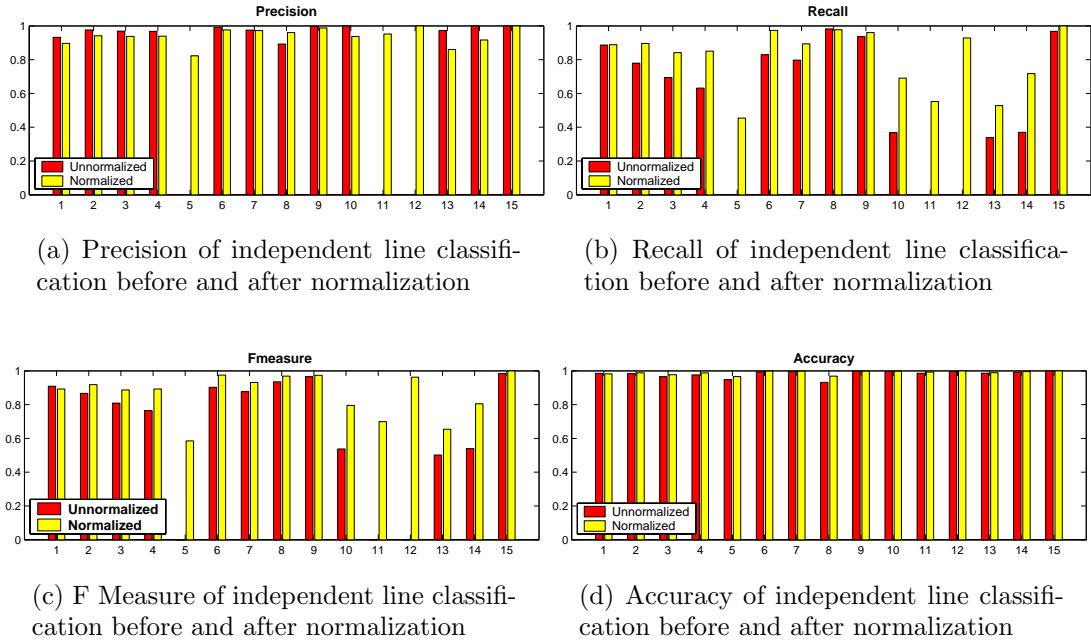 Precision
1
0.8
0.6
0.4
0.2
0
Unnormalized
Normalized
1 2 3 4 5 6 7 8 9 10 11 12 13 14 15
(a) Precision of independent line classifi-
cation before and after normalization
Recall
1
0.8
0.6
0.4
0.2
0
Unnormalized
Normalized
1 2 3 4 5 6 7 8 9 10 11 12 13 14 15
(b) Recall of independent line classifica-
tion before and after normalization
Fmeasure
1
0.8
0.6
0.4
0.2
0
Unnormalized
Normalized
1 2 3 4 5 6 7 8 9 10 11 12 13 14 15
(c) F Measure of independent line classifi-
cation before and after normalization
Accuracy
1
0.8
0.6
0.4
0.2
0
Unnormalized
Normalized
1 2 3 4 5 6 7 8 9 10 11 12 13 14 15
(d) Accuracy of independent line classifi-
cation before and after normalization